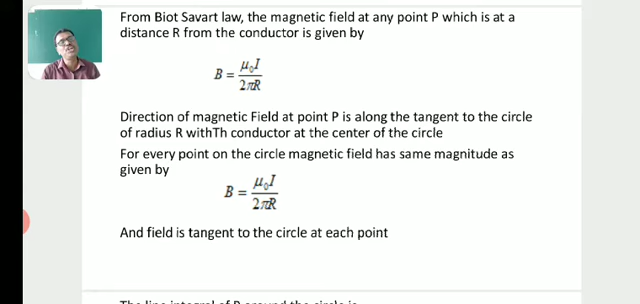 From Biot Savart law, the magnetic field at any point P which is at a
distance R from the conductor is given by
B = μ₀I / 2πR
Direction of magnetic Field at point P is along the tangent to the circle
of radius R withTh conductor at the center of the circle
For every point on the circle magnetic field has same magnitude as
given by
B = μ₀I / 2πR
And field is tangent to the circle at each point